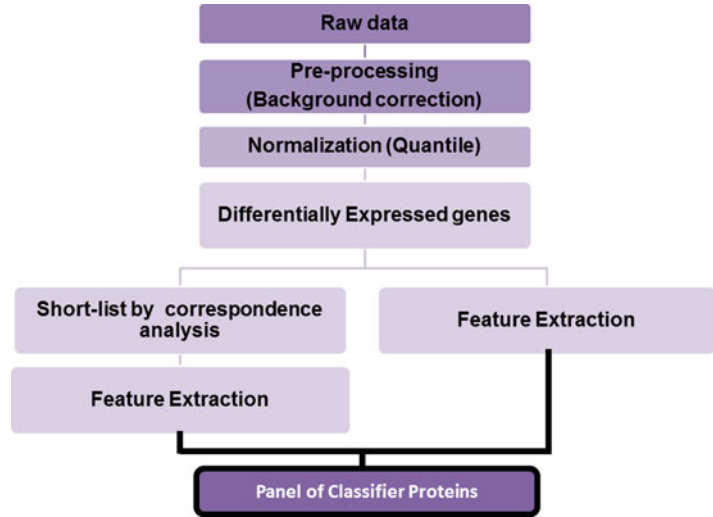 Raw data
Pre-processing
(Background correction)
Normalization (Quantile)
Differentially Expressed genes
Short-list by correspondence
analysis
Feature Extraction
Feature Extraction
Panel of Classifier Proteins